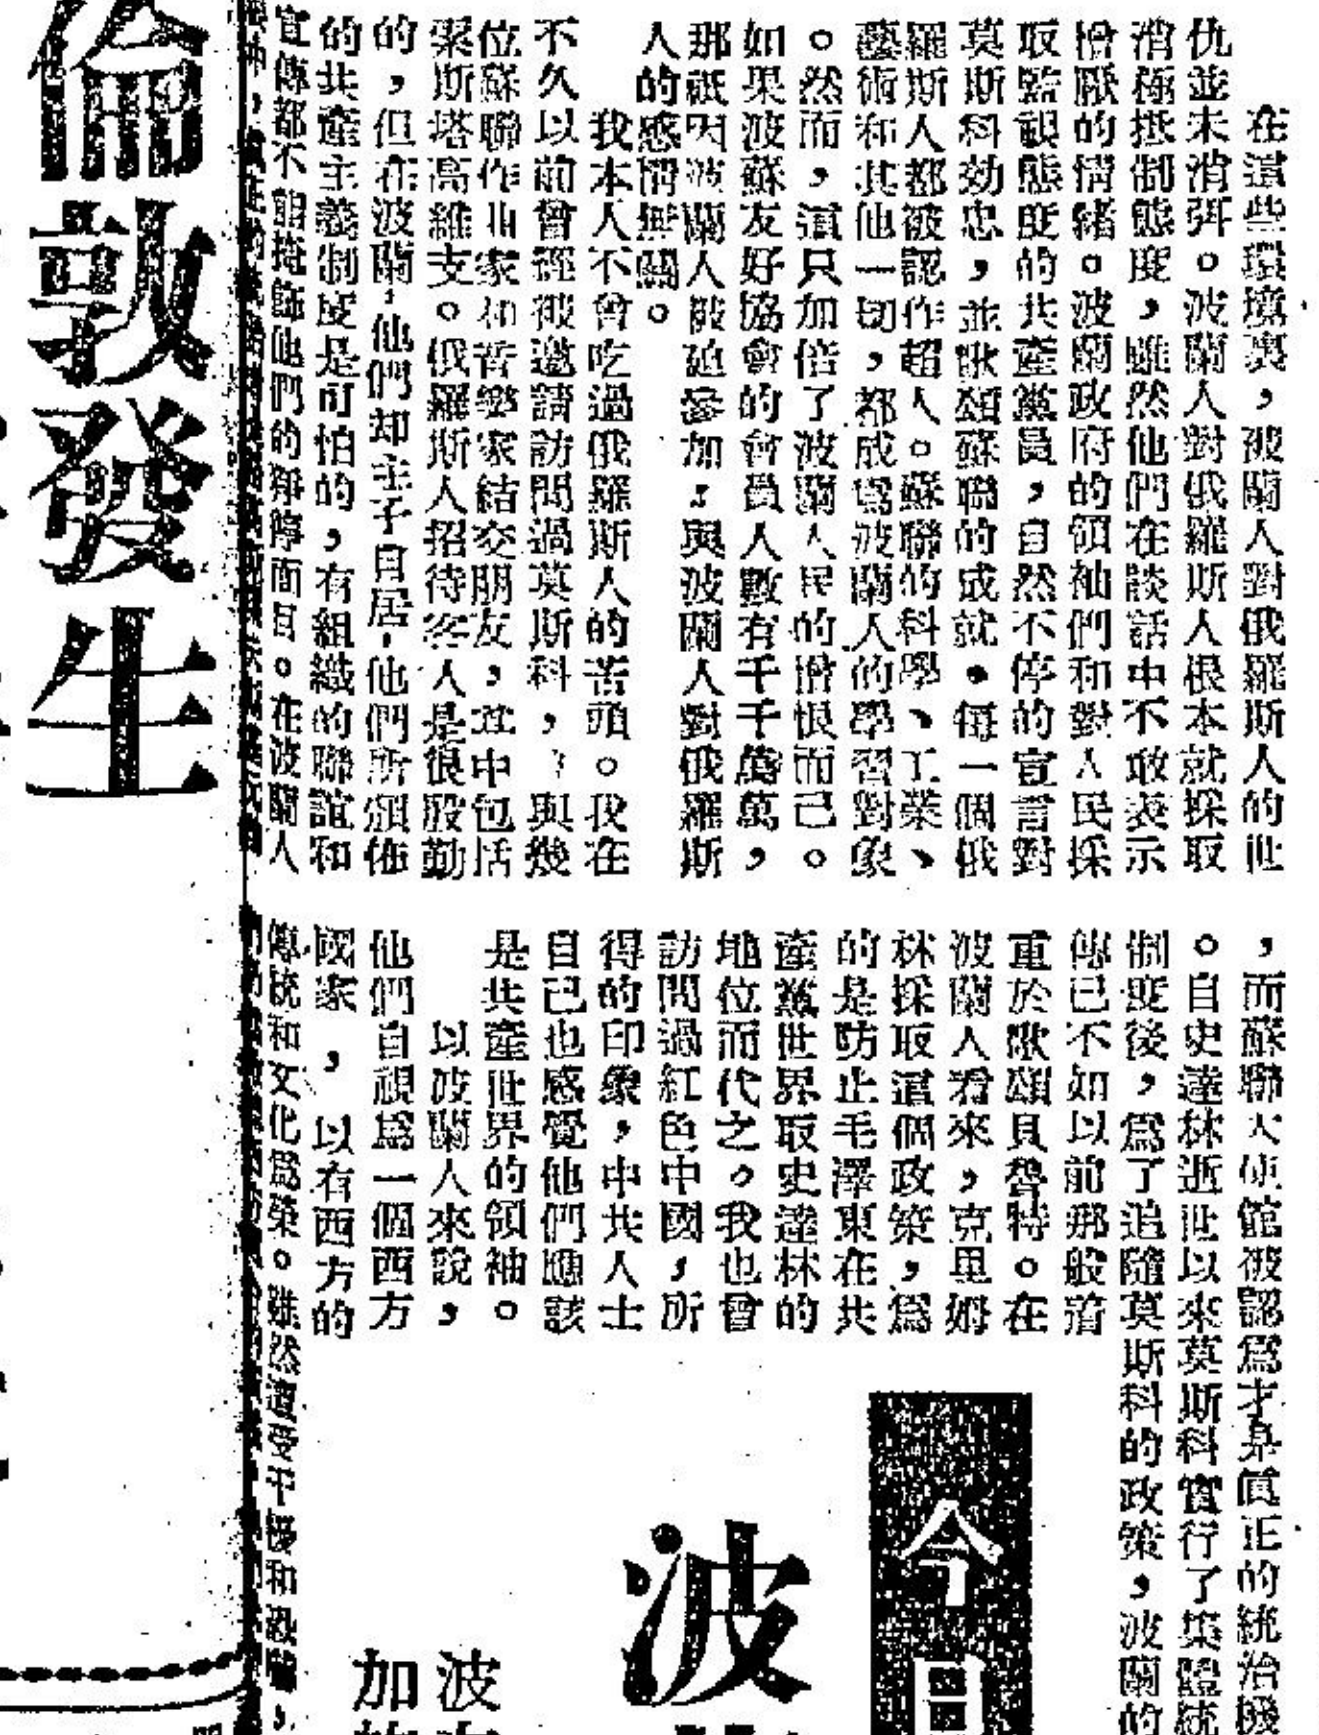 在這些環境裏，波蘭人對俄羅斯人的世
仇並未消弭。波蘭人對俄羅斯人根本就採取
消極抵制態度，雖然他們在談話中不敢表示
憎厭的情緒。波蘭政府的領袖們和對人民採
取監視態度的共產黨員，自然不停的宣言對
莫斯科効忠，並歌頌蘇聯的成就。每一個俄
羅斯人都被認作超人。蘇聯的科學、工業、
藝術和其他一切，都成爲波蘭人的學習對象
。然而，這只加倍了波蘭人民的憎恨而已。
如果波蘇友好協會的會員人數有千千萬萬，
那祇因波蘭人被迫參加；與波蘭人對俄羅斯
人的感情無關。
我本人不曾吃過俄羅斯人的苦頭。我在
不久以前曾經被邀請訪問過莫斯科，與幾
位蘇聯作曲家和音樂家結交朋友，其中包括
梁斯塔高維支。俄羅斯人招待客人是很殷勤
的，但在波蘭，他們却主子自居，他們所頒佈
的共產主義制度是可怕的，有組織的聯誼和
宣傳都不能掩飾他們的猙獰面目。在波蘭人
，而蘇聯大使館被認爲才是眞正的統治機
。自史達林逝世以來莫斯科實行了集體統
制度後，爲了追隨莫斯科的政策，波蘭的
傳已不如以前那般着
重於歌頌貝魯特。在
波蘭人看來，克里姆
林採取這個政策，爲
的是防止毛澤東在共
產黨世界取史達林的
地位而代之。我也曾
訪問過紅色中國，所
得的印象，中共人士
自己也感覺他們應該
是共產世界的領袖。
以波蘭人來說，
他們自視爲一個西方
國家，以有西方的
傳統和文化爲榮。雖然遭受干擾和
今日
波
波
加
倫敦發生